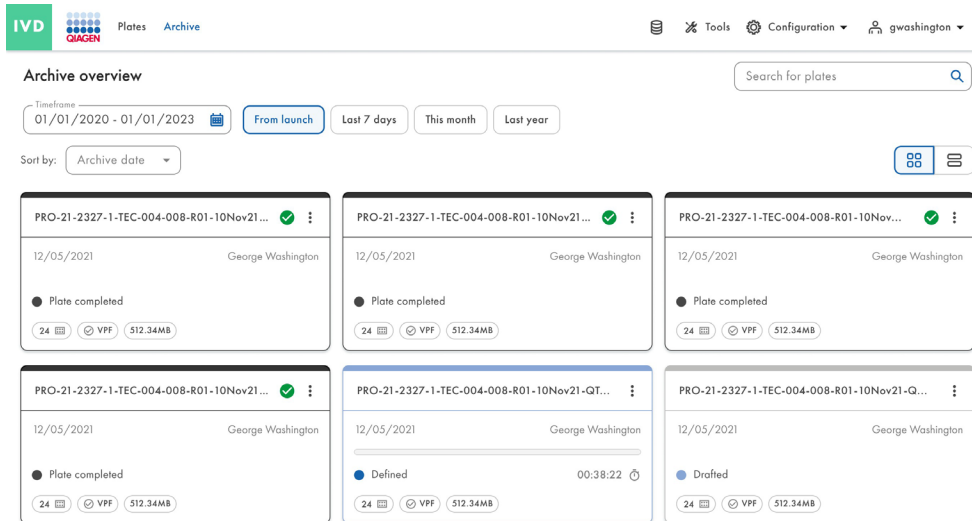 IVD QIAGEN Plates Archive Tools Configuration gwashington
Archive overview
Search for plates
Timeframe
01/01/2020 - 01/01/2023 From launch Last 7 days This month Last year
Sort by: Archive date
PRO-21-2327-1-TEC-004-008-R01-10Nov21... PRO-21-2327-1-TEC-004-008-R01-10Nov21... PRO-21-2327-1-TEC-004-008-R01-10Nov...
12/05/2021 George Washington 12/05/2021 George Washington 12/05/2021 George Washington
Plate completed Plate completed Plate completed
24 VPF 512.34MB 24 VPF 512.34MB 24 VPF 512.34MB
PRO-21-2327-1-TEC-004-008-R01-10Nov21... PRO-21-2327-1-TEC-004-008-R01-10Nov21-QT... PRO-21-2327-1-TEC-004-008-R01-10Nov21-Q...
12/05/2021 George Washington 12/05/2021 George Washington 12/05/2021 George Washington
Plate completed Defined 00:38:22 Drafted
24 VPF 512.34MB 24 VPF 512.34MB 24 VPF 512.34MB